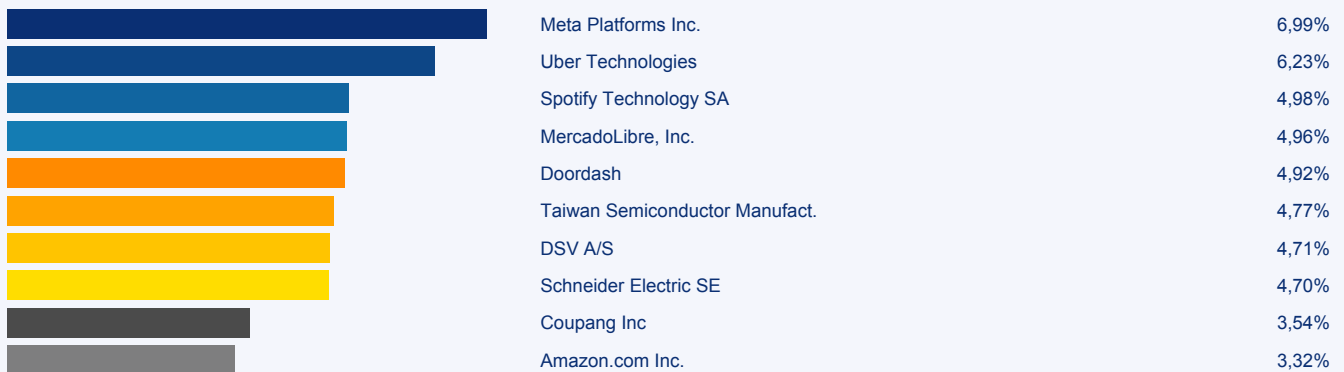 Meta Platforms Inc. 6,99%
Uber Technologies 6,23%
Spotify Technology SA 4,98%
MercadoLibre, Inc. 4,96%
Doordash 4,92%
Taiwan Semiconductor Manufact. 4,77%
DSV A/S 4,71%
Schneider Electric SE 4,70%
Coupang Inc 3,54%
Amazon.com Inc. 3,32%